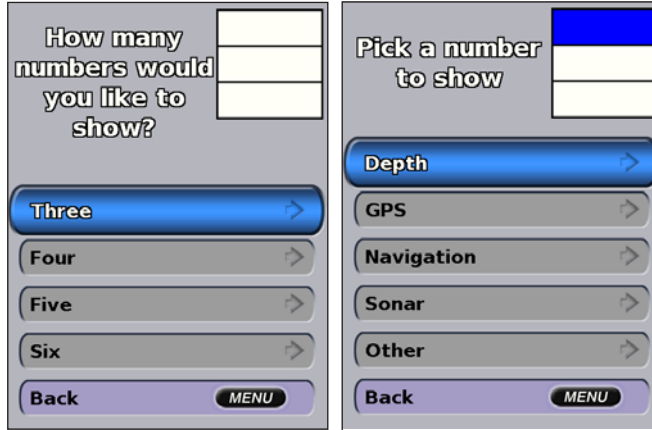 How many
numbers would
you like to
show?
Three
Four
Five
Six
Back MENU
Pick a number
to show
Depth
GPS
Navigation
Sonar
Other
Back MENU